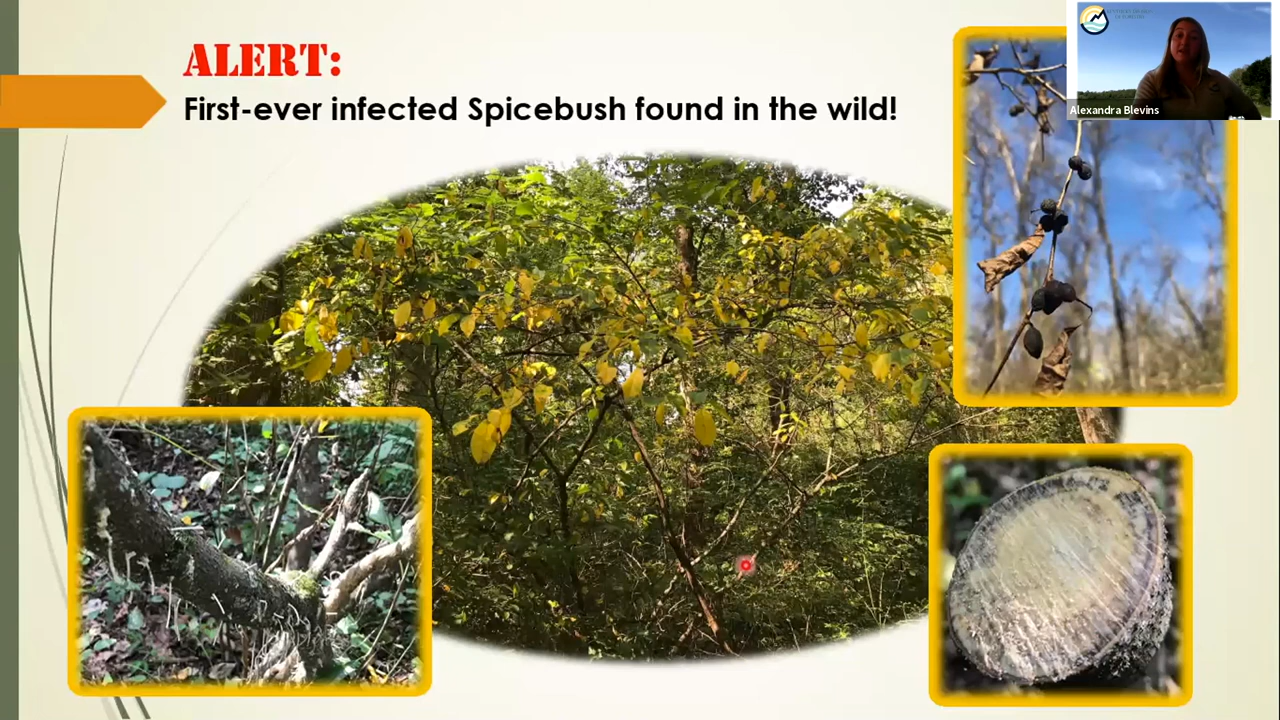 ALERT:
First-ever infected Spicebush found in the wild!
Alexandra Blevins